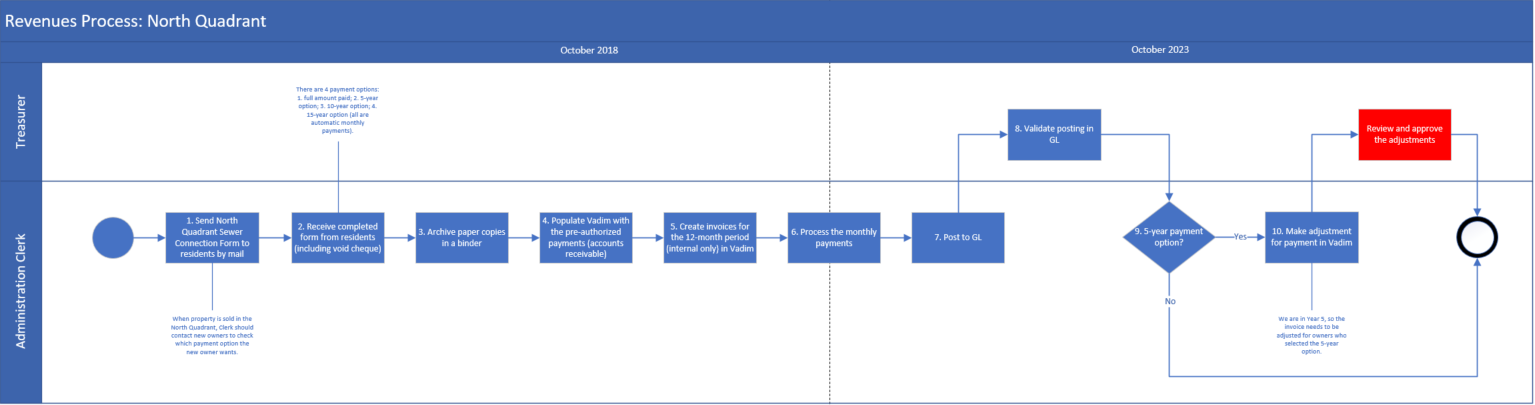 Revenues Process: North Quadrant
October 2018
October 2023
Treasurer
There are 4 payment options:
1. full amount paid; 2. 5-year
option; 3. 10-year option; 4.
15-year option (all are
automatic monthly
payments).
8. Validate posting in
GL
Review and approve
the adjustments
Administration Clerk
1. Send North
Quadrant Sewer
Connection Form to
residents by mail
2. Receive completed
form from residents
(including void cheque)
3. Archive paper copies
in a binder
4. Populate Vadim with
the pre-authorized
payments (accounts
receivable)
5. Create invoices for
the 12-month period
(internal only) in Vadim
6. Process the monthly
payments
7. Post to GL
9. 5-year payment
option?
Yes
10. Make adjustment
for payment in Vadim
No
When property is sold in the
North Quadrant, Clerk should
contact new owners to check
which payment option the
new owner wants.
We are in Year 5, so the
invoice needs to be
adjusted for owners who
selected the 5-year
option.